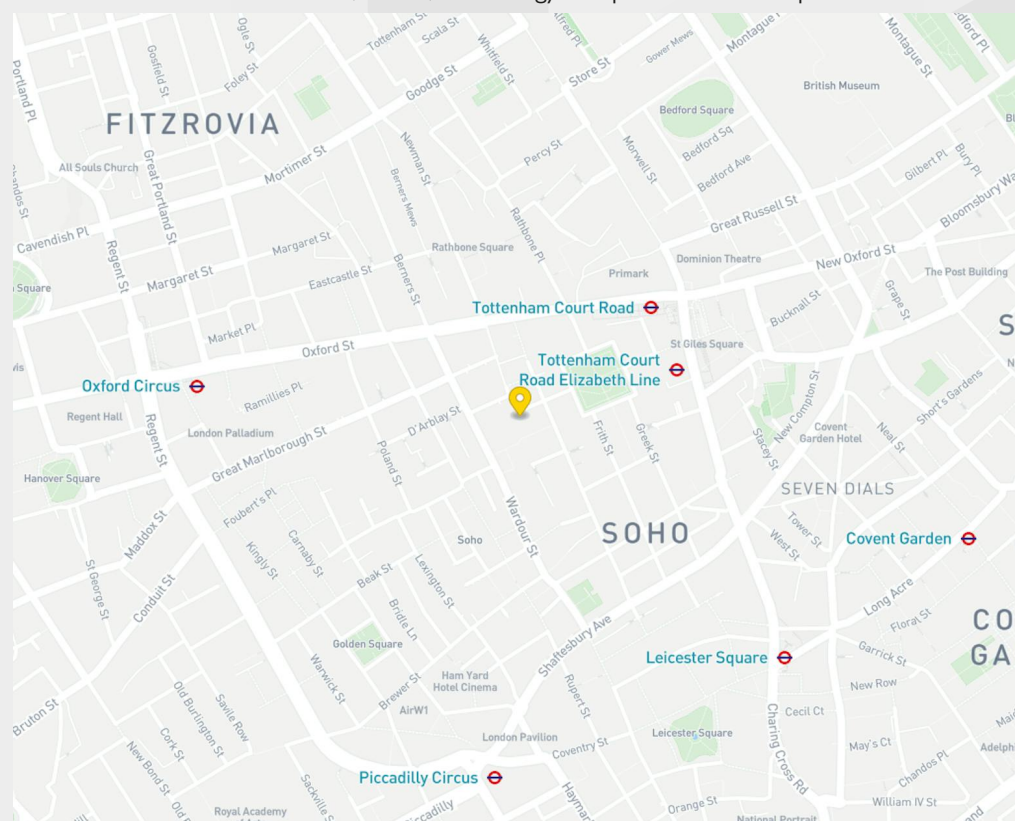 Ogle St
Tottenham St
Scala St
Whitfield St
Gower Mews
Montague St
Gosfield St
Foley St
Goodge St
Store St
British Museum
Portland Pl
Bedford Square
FITZROVIA
Bedford Sq
Gilbert Pl
Bury Pl
All Souls Church
Great Portland St
Mortimer St
Newman St
Percy St
Morwell St
Bedford Ave
Berners Mews
Great Russell St
Cavendish Pl
Regent St
Margaret St
Rathbone Square
Rathbone Pl
Dominion Theatre
New Oxford St
Margaret St
Eastcastle St
Berners St
Primark
The Post Building
Square
Tottenham Court Road
Bucknall St
Grape St
Market Pl
Oxford St
St Giles Square
Tottenham Court
Road Elizabeth Line
Oxford Circus
Ramillies Pl
New Compton St
Short's Gardens
Regent Hall
Regent St
London Palladium
D'Arblay St
Frith St
Greek St
Stacey St
Covent
Garden Hotel
Neal St
Great Marlborough St
Poland St
Hanover Square
SEVEN DIALS
Foubert's Pl
Wardour St
Maddox St
Carnaby St
Soho
SOHO
Tower St
West St
Covent Garden
Kingly St
St George St
Beak St
Lexington St
Conduit St
Bridle Ln
Long Acre
Floral St
CO
GA
Golden Square
Shaftesbury Ave
Leicester Square
Garrick St
Warwick St
Ham Yard
Hotel Cinema
Rupert St
New Row
Bruton St
Old Burlington St
Savile Row
Brewer St
AirW1
Cecil Ct
Cork St
London Pavilion
Leicester Square
Charing Cross Rd
May's Ct
New Bond St
Coventry St
Chandos Pl
Piccadilly Circus
Sackville
Royal Academy
Orange St
William IV St
National Portrait